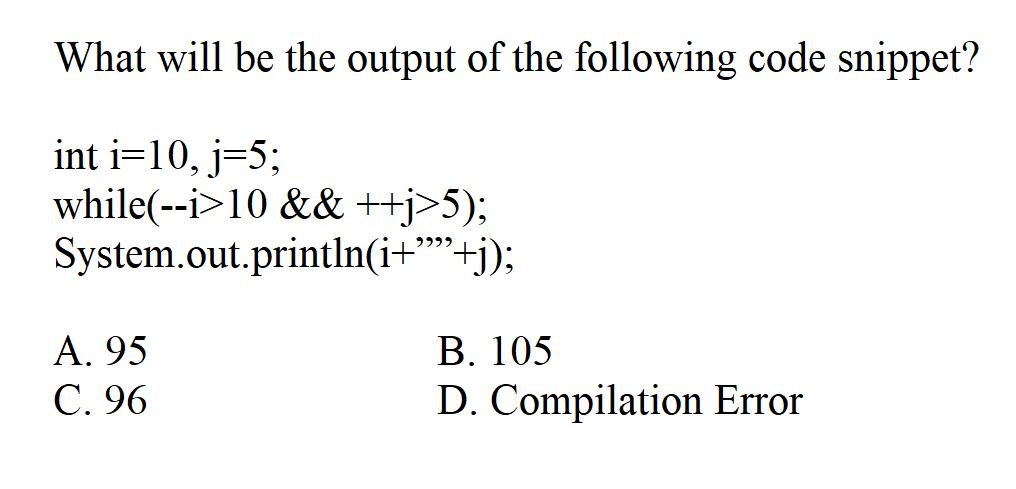 What will be the output of the following code snippet?
int i=10, j=5;
while(--i>10 && ++j>5);
System.out.println(i+””+j);
A. 95 B. 105
C. 96 D. Compilation Error